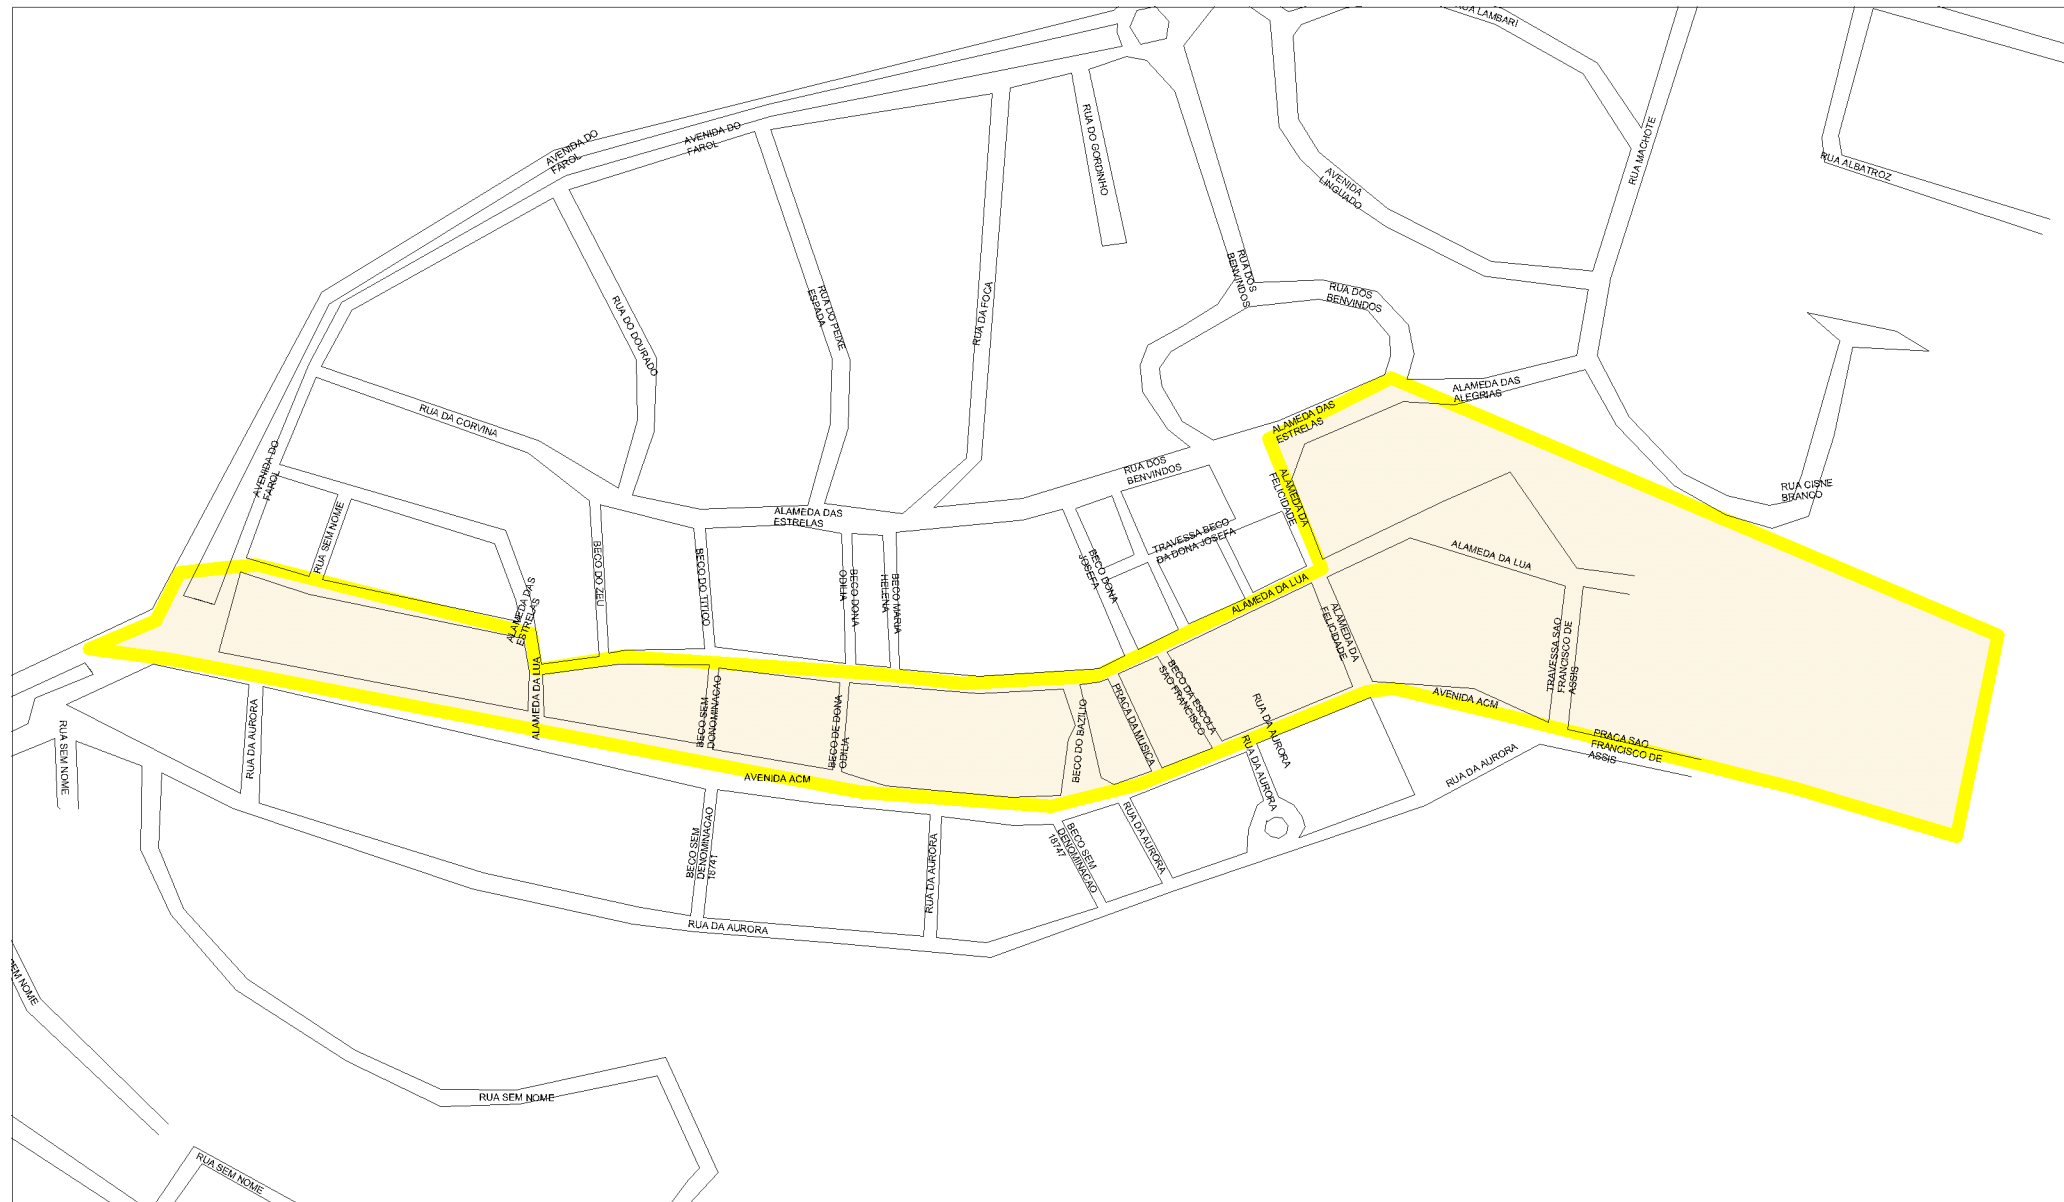 RUA LAMBARI
RUA MACHOTE
RUA ALBATROZ
AVENIDA DO
FAROL
AVENIDA DO
FAROL
RUA DO GORDINHO
AVENIDA
LINGUADO
RUA DOS
BENVINDOS
RUA DOS
BENVINDOS
RUA DO DOURADO
RUA DO PEIXE
ESPADA
RUA DA FOCA
ALAMEDA DAS
ALEGRIAS
RUA DA CORVINA
ALAMEDA DAS
ESTRELAS
AVENIDA DO
FAROL
RUA DOS
BENVINDOS
ALAMEDA DA
FELICIDADE
RUA CISNE
BRANCO
RUA SEM NOME
ALAMEDA DAS
ESTRELAS
TRAVESSA BECO
DA DONA JOSEFA
ALAMEDA DA LUA
BECO DO ZEU
BECO DO TITICO
BECO DONA
ODILIA
BECO MARIA
HELENA
BECO DONA
JOSEFA
ALAMEDA DA LUA
ALAMEDA DAS
ESTRELAS
ALAMEDA DA
FELICIDADE
TRAVESSA SAO
FRANCISCO DE
ASSIS
ALAMEDA DA LUA
BECO SEM
DONOMINACAO
BECO DE DONA
ODILIA
BECO DO BAZILIO
PRACA DA MUSICA
BECO DA ESCOLA
SAO FRANCISCO
RUA DA AURORA
AVENIDA ACM
PRACA SAO
FRANCISCO DE
ASSIS
RUA SEM NOME
RUA DA AURORA
AVENIDA ACM
RUA DA AURORA
RUA DA AURORA
BECO SEM
DENOMINACAO
18741
RUA DA AURORA
BECO SEM
DENOMINACAO
18747
RUA DA AURORA
RUA DA AURORA
SEM NOME
RUA SEM NOME
RUA SEM NOME